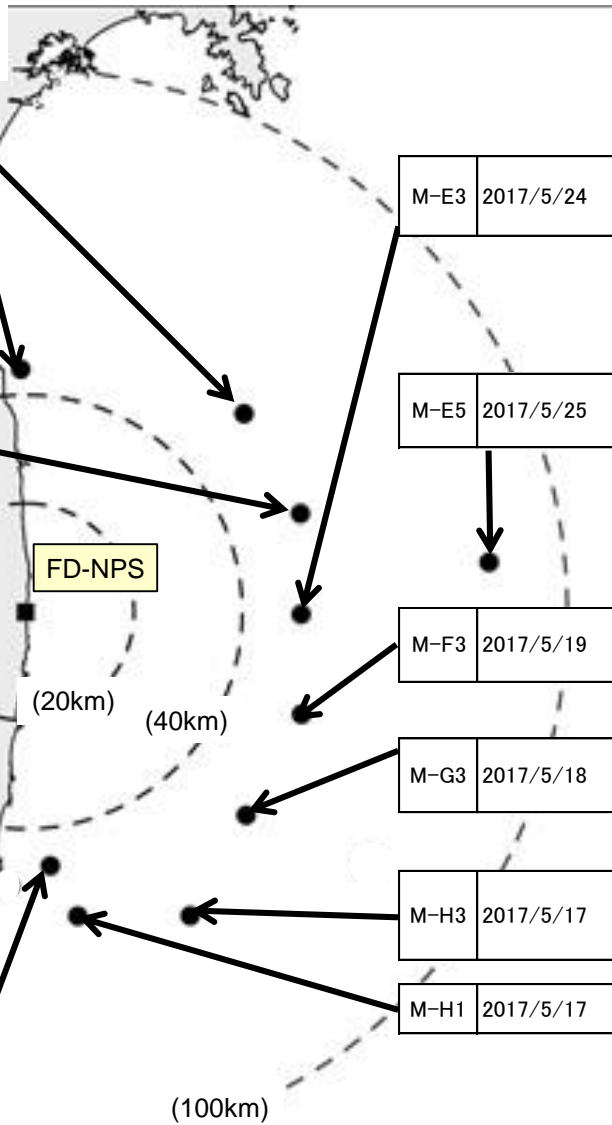 M-E3 2017/5/24
M-E5 2017/5/25
FD-NPS
M-F3 2017/5/19
(20km)
(40km)
M-G3 2017/5/18
M-H3 2017/5/17
M-H1 2017/5/17
(100km)